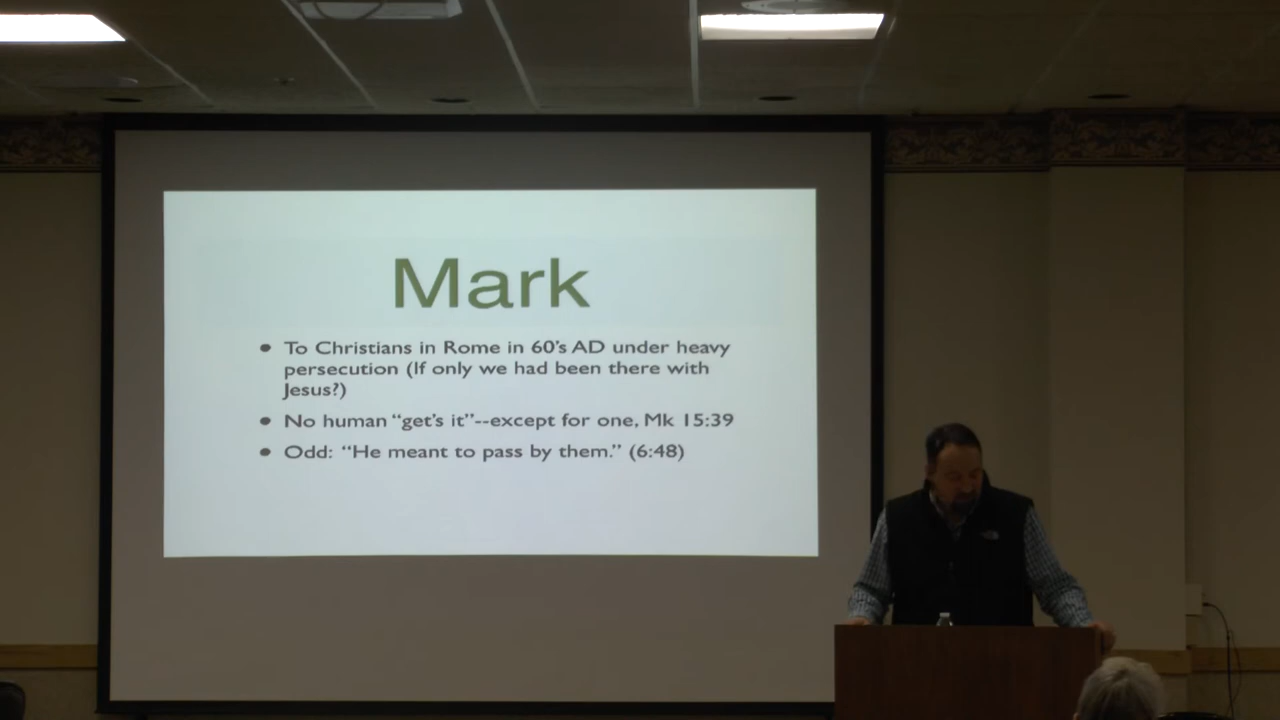 Mark
• To Christians in Rome in 60's AD under heavy
persecution (If only we had been there with
Jesus?)
• No human “get's it”--except for one, Mk 15:39
• Odd: “He meant to pass by them.” (6:48)